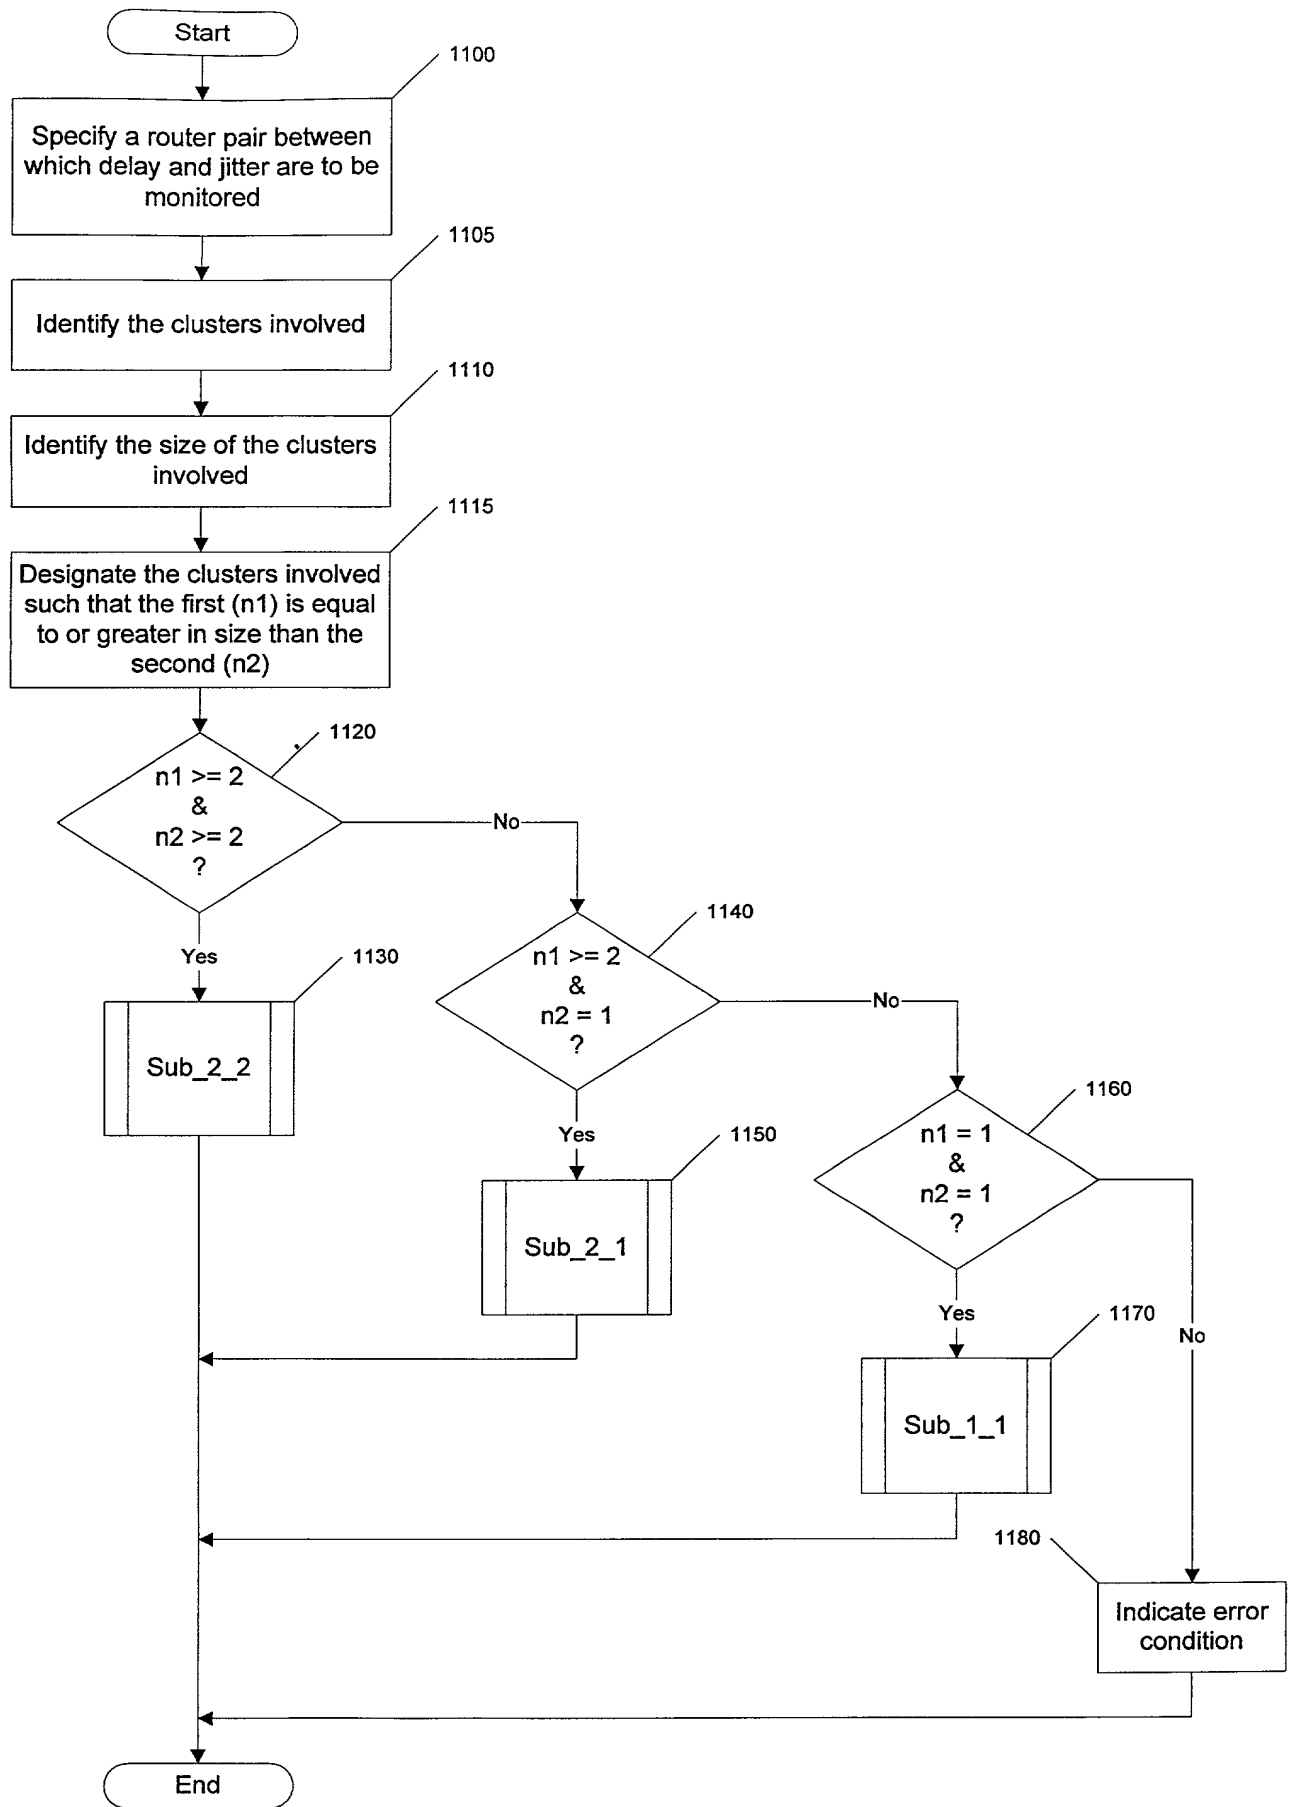 Start
1100
Specify a router pair between
which delay and jitter are to be
monitored
1105
Identify the clusters involved
1110
Identify the size of the clusters
involved
1115
Designate the clusters involved
such that the first (n1) is equal
to or greater in size than the
second (n2)
1120
n1 >= 2
&
n2 >= 2
?
No
Yes
1130
Sub_2_2
1140
n1 >= 2
&
n2 = 1
?
No
Yes
1150
Sub_2_1
1160
n1 = 1
&
n2 = 1
?
Yes
No
1170
Sub_1_1
1180
Indicate error
condition
End